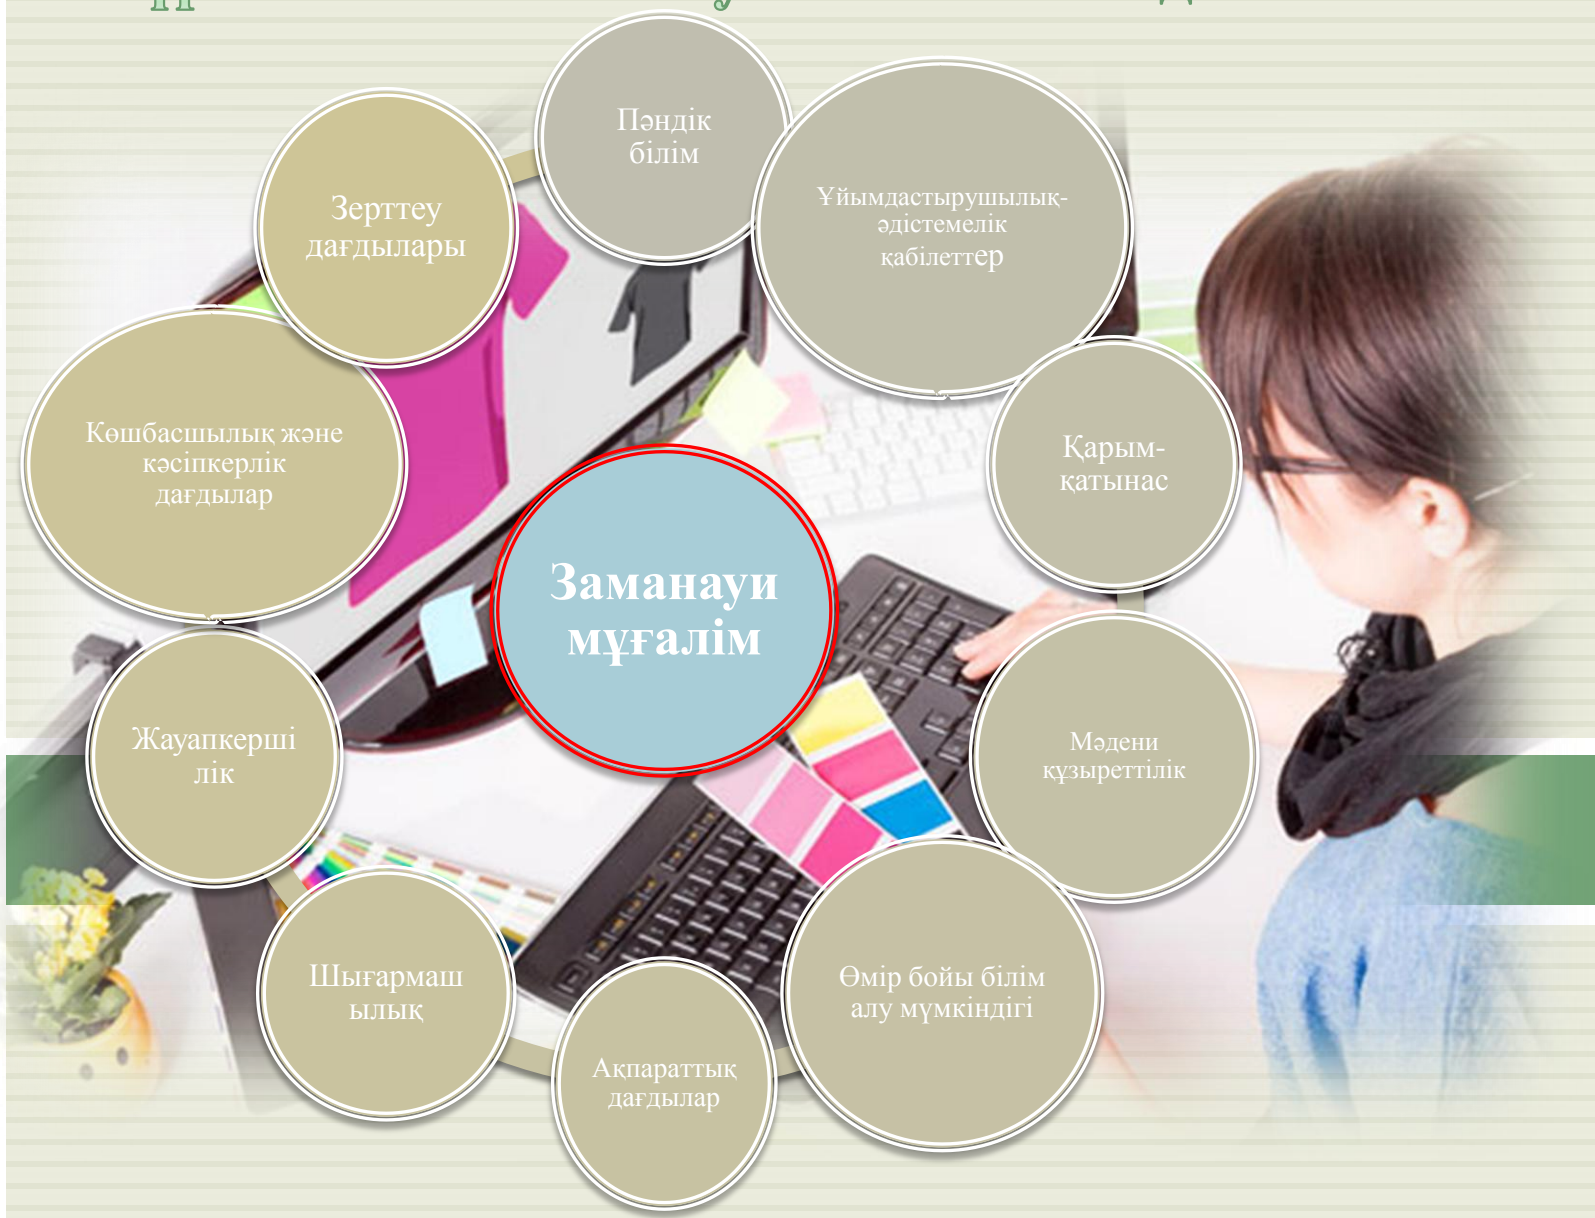 Пәндік
білім
Ұйымдастырушылық-
әдістемелік
қабілеттер
Қарым-
қатынас
Мәдени
құзыреттілік
Өмір бойы білім
алу мүмкіндігі
Ақпараттық
дағдылар
Шығармаш
ылық
Жауапкерші
лік
Көшбасшылық және
кәсіпкерлік
дағдылар
Зерттеу
дағдылары
Заманауи
мұғалім